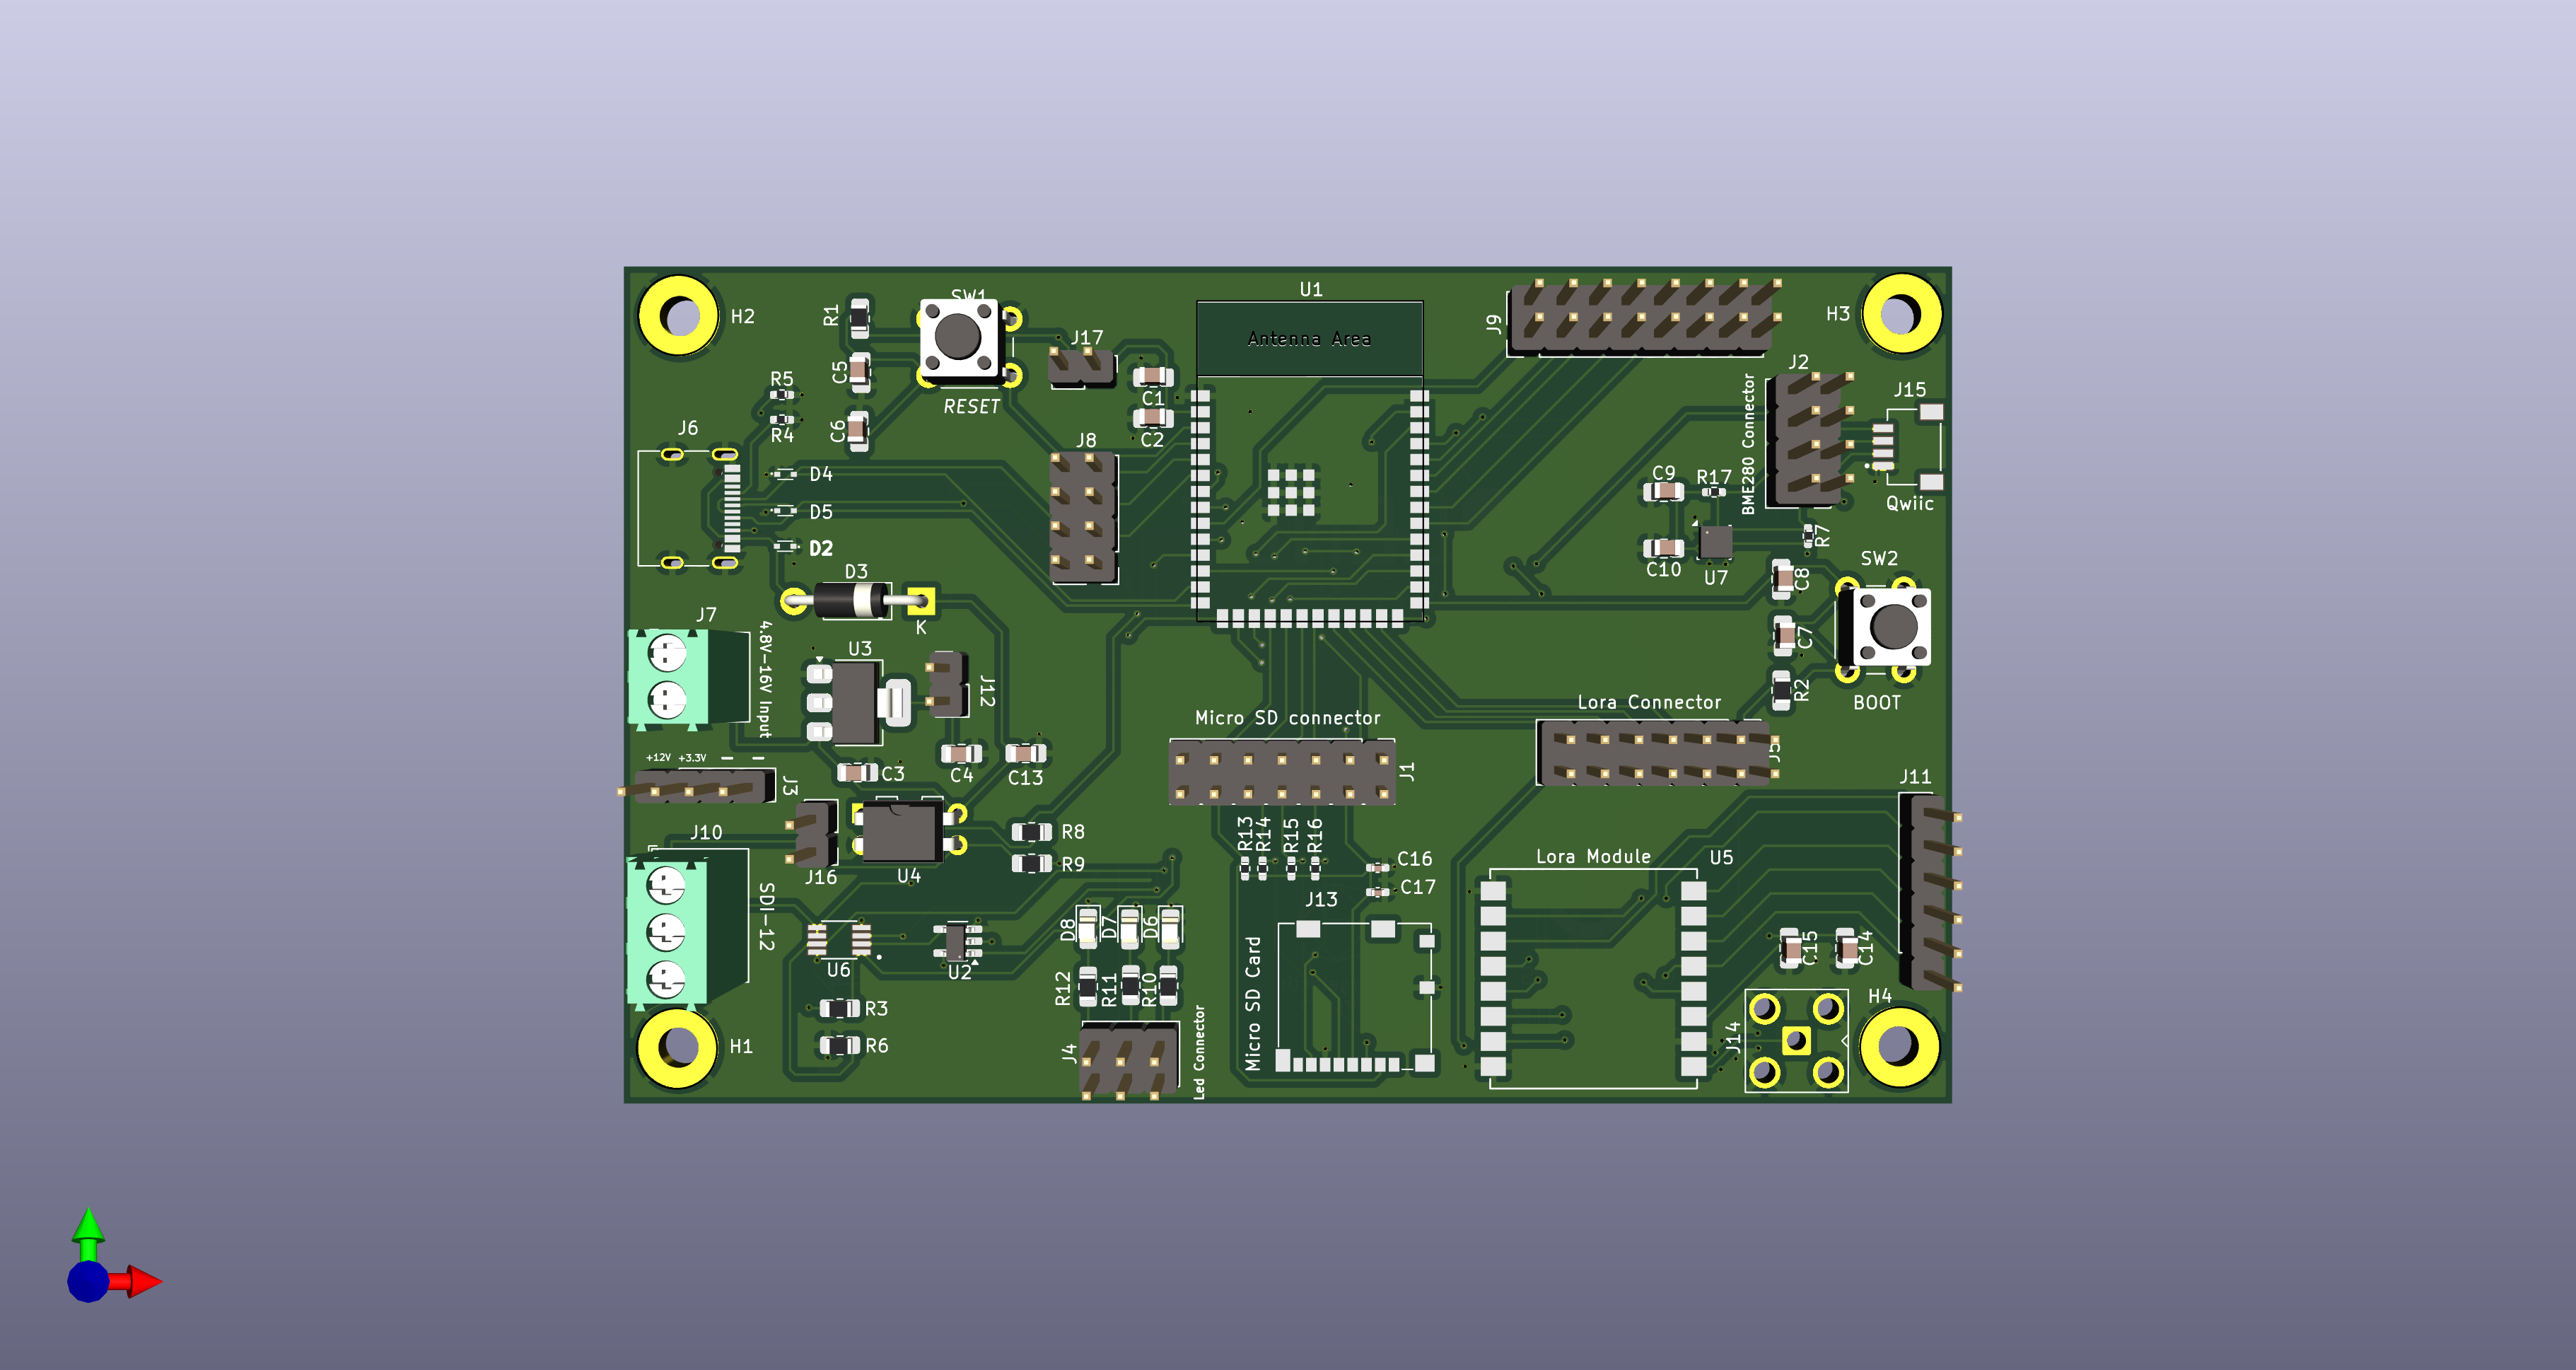 U1
H2
R1
SW1
J9
H3
Antenna Area
J17
J2
R5
C5
RESET
C1
BME280 Connector
J15
R4
C6
C2
J6
J8
D4
C9
R17
Qwiic
D5
R7
D2
C10
U7
SW2
D3
C8
K
J7
4.8V-16V Input
U3
C7
J12
R2
BOOT
Lora Connector
Micro SD connector
J5
+12V +3.3V - -
C3
C4
C13
J1
J3
J11
J10
R8
R13
R14
R15
R16
R9
C16
Lora Module
U5
J16
U4
C17
SDI-12
J13
D8
D7
D6
Micro SD Card
C15
C14
U6
U2
R12
R11
R10
R3
H4
J14
H1
R6
J4
Led Connector